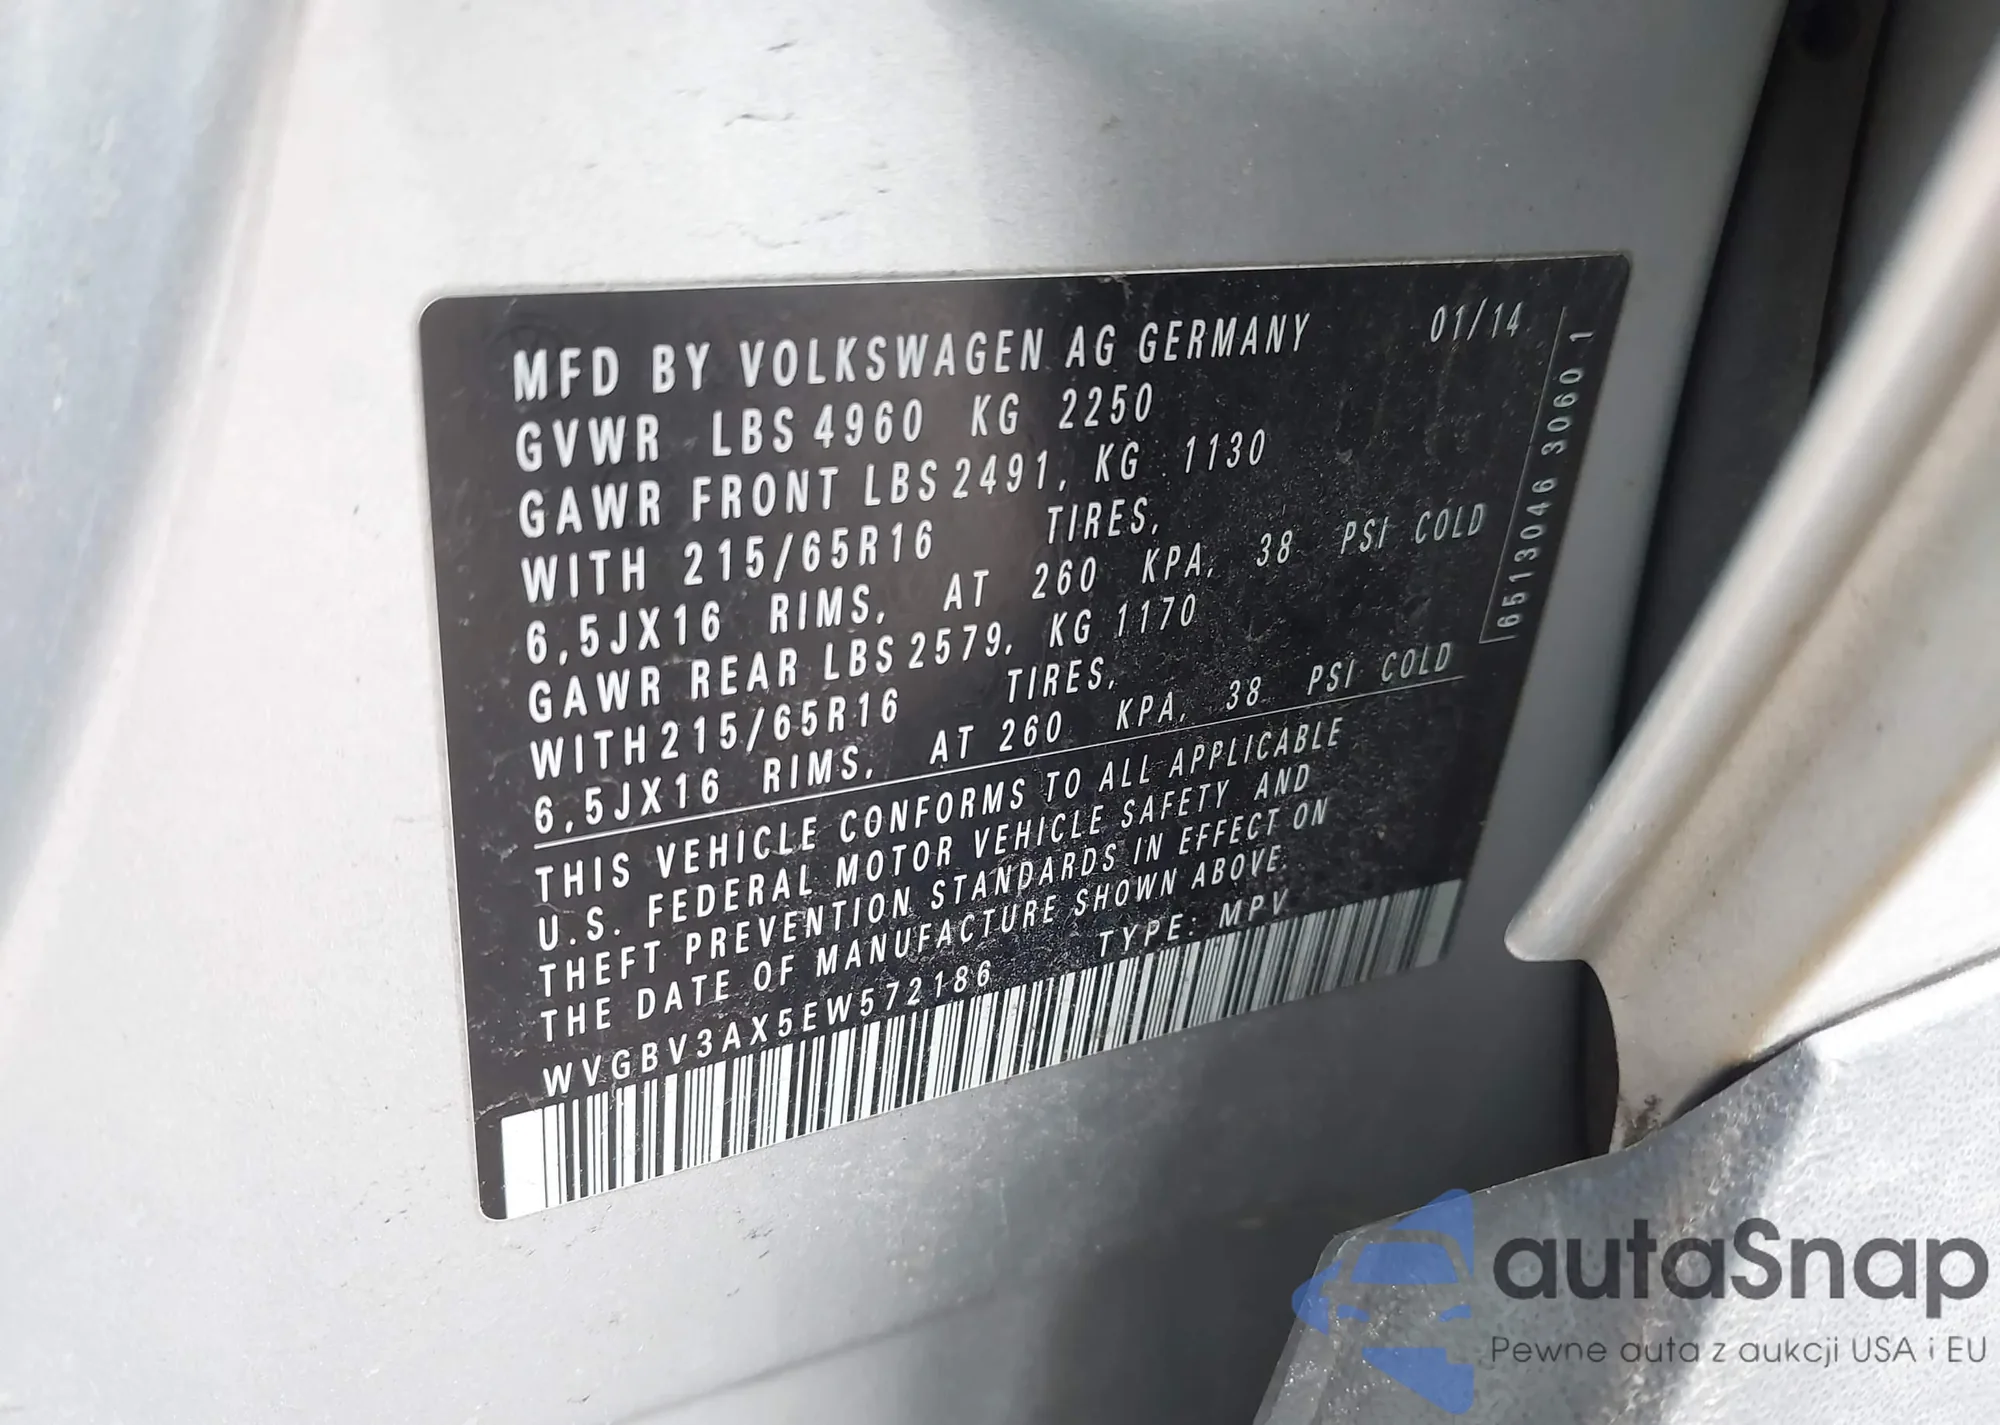 MFD BY VOLKSWAGEN AG GERMANY 01/14
GVWR LBS 4960 KG 2250
GAWR FRONT LBS 2491, KG 1130
WITH 215/65R16 TIRES,
6,5JX16 RIMS, AT 260 KPA, 38 PSI COLD
GAWR REAR LBS 2579, KG 1170
WITH 215/65R16 TIRES,
6,5JX16 RIMS, AT 260 KPA, 38 PSI COLD
THIS VEHICLE CONFORMS TO ALL APPLICABLE
U.S. FEDERAL MOTOR VEHICLE SAFETY AND
THEFT PREVENTION STANDARDS IN EFFECT ON
THE DATE OF MANUFACTURE SHOWN ABOVE.
WVGBV3AX5EW572186 TYPE: MPV
6513046 3060 1
autaSnap
Pewne auta z aukcji USA i EU